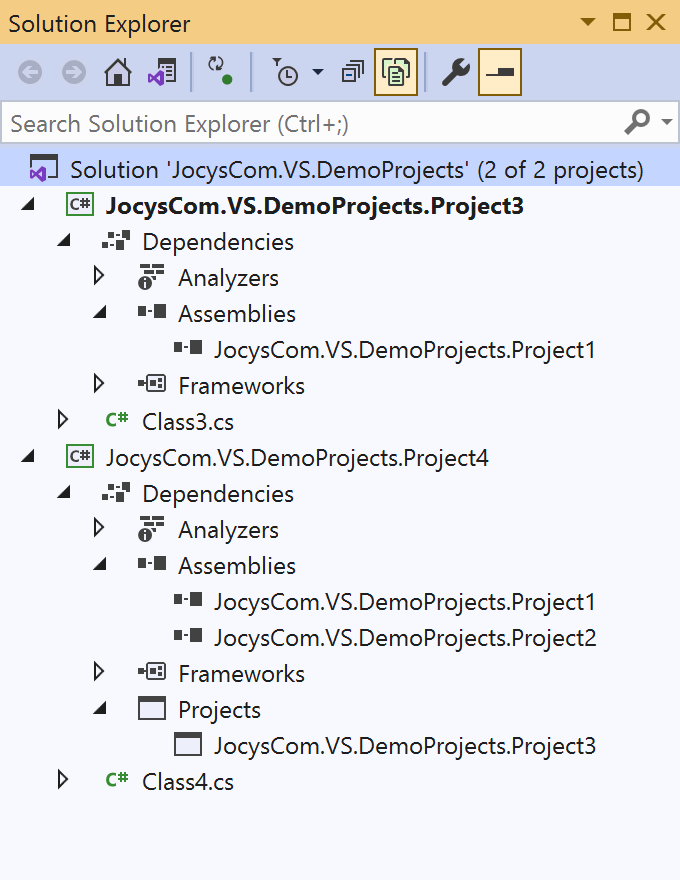 Solution Explorer
Search Solution Explorer (Ctrl+;)
Solution 'JocysCom.VS.DemoProjects' (2 of 2 projects)
C# JocysCom.VS.DemoProjects.Project3
Dependencies
Analyzers
Assemblies
JocysCom.VS.DemoProjects.Project1
Frameworks
C# Class3.cs
C# JocysCom.VS.DemoProjects.Project4
Dependencies
Analyzers
Assemblies
JocysCom.VS.DemoProjects.Project1
JocysCom.VS.DemoProjects.Project2
Frameworks
Projects
JocysCom.VS.DemoProjects.Project3
C# Class4.cs